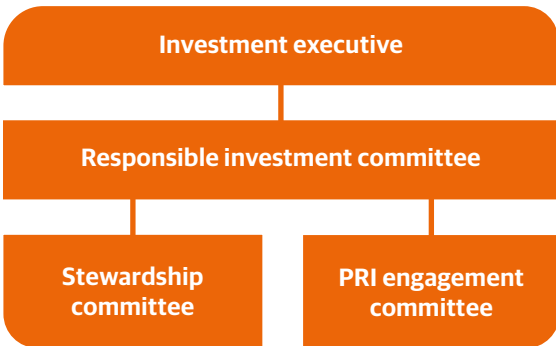 Investment executive
Responsible investment committee
Stewardship
committee
PRI engagement
committee